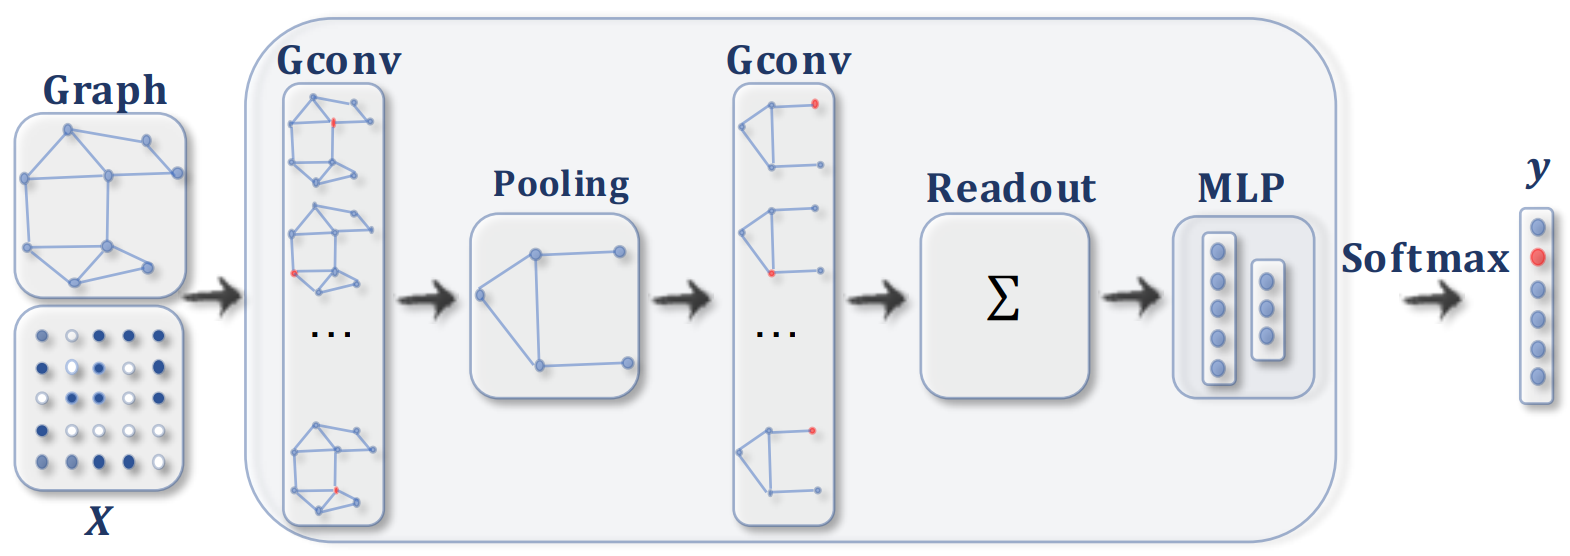 Graph
X
Gconv
...
Pooling
Gconv
...
Readout
Σ
MLP
Softmax
y